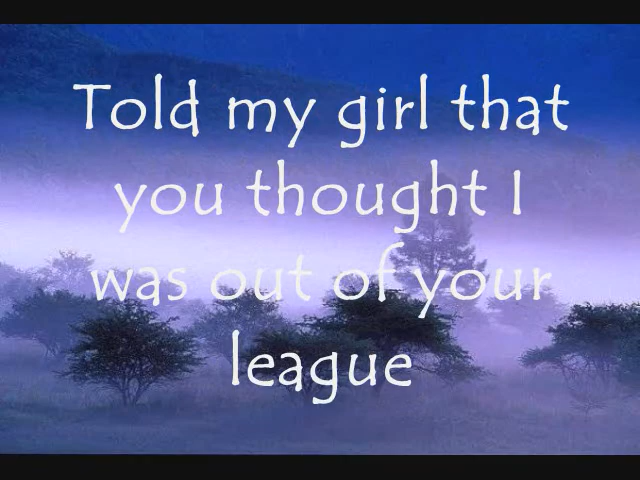 Told my girl that
you thought I
was out of your
league